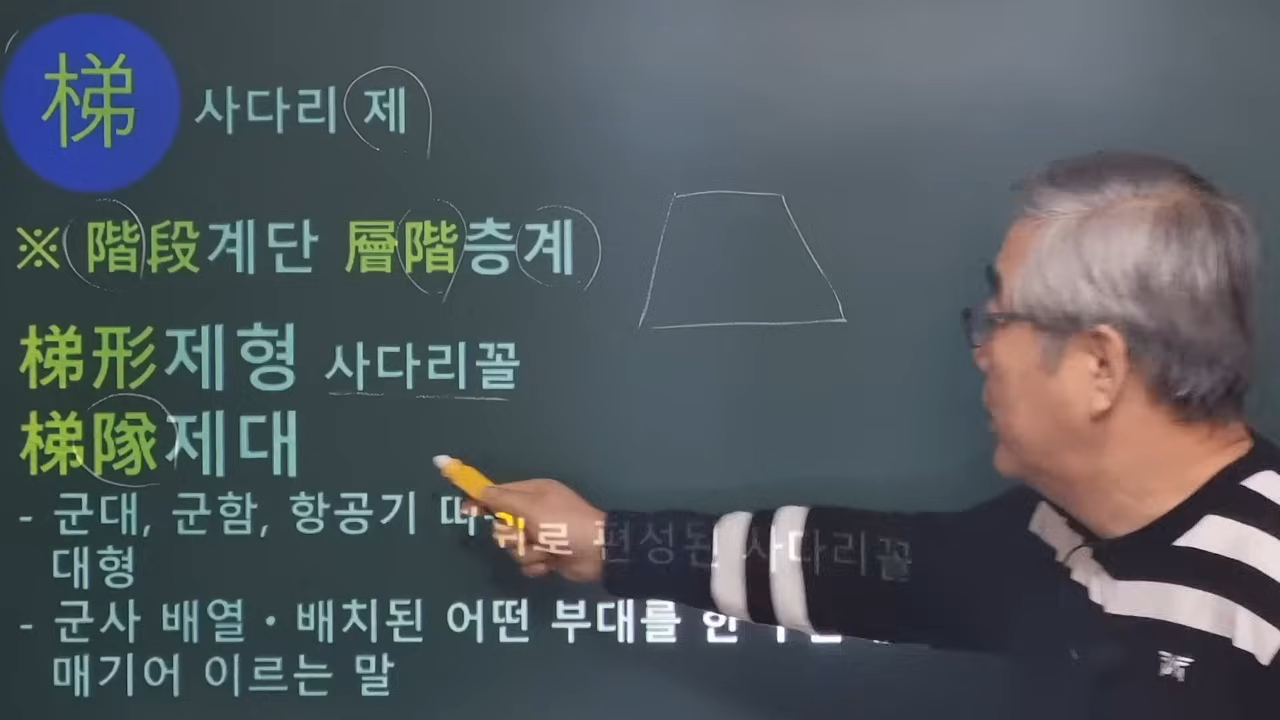 梯 사다리 제
※ 階段계단 層階층계
梯形제형 사다리꼴
梯隊제대
- 군대, 군함, 항공기 따위로 편성된 사다리꼴
대형
- 군사 배열·배치된 어떤 부대를
매기어 이르는 말